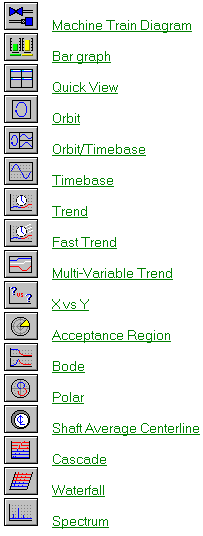 Machine Train Diagram
Bar graph
Quick View
Orbit
Orbit/Timebase
Timebase
Trend
Fast Trend
Multi-Variable Trend
? vs ?
X vs Y
Acceptance Region
Bode
Polar
Shaft Average Centerline
Cascade
Waterfall
Spectrum